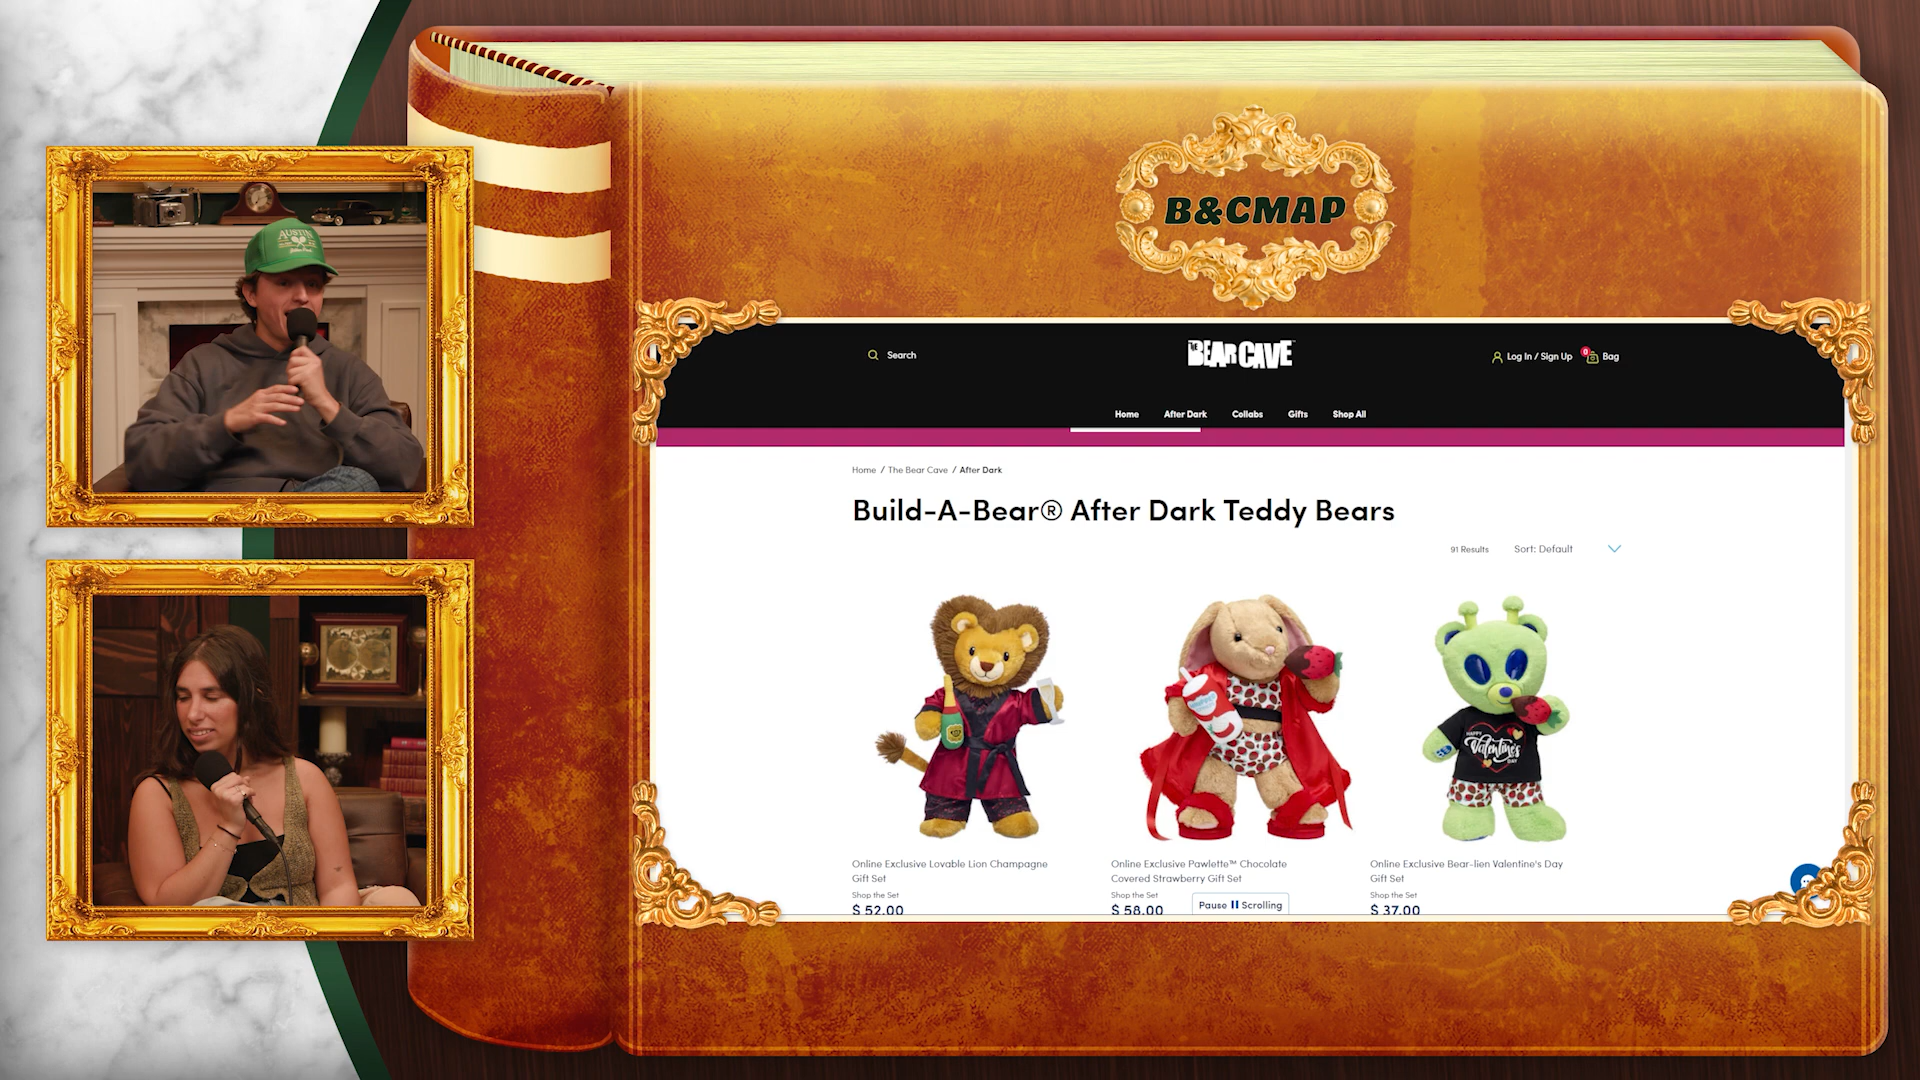 AUSTIN
B&CMAP
Search
THE BEAR CAVE
Log In / Sign Up
0
Bag
Home
After Dark
Collabs
Gifts
Shop All
Home / The Bear Cave / After Dark
Build-A-Bear® After Dark Teddy Bears
91 Results
Sort: Default
HAPPY
Valentine's
DAY
Online Exclusive Lovable Lion Champagne
Gift Set
Shop the Set
$ 52.00
Online Exclusive Pawlette™ Chocolate
Covered Strawberry Gift Set
Shop the Set
$ 58.00
Pause Scrolling
Online Exclusive Bear-lien Valentine's Day
Gift Set
Shop the Set
$ 37.00